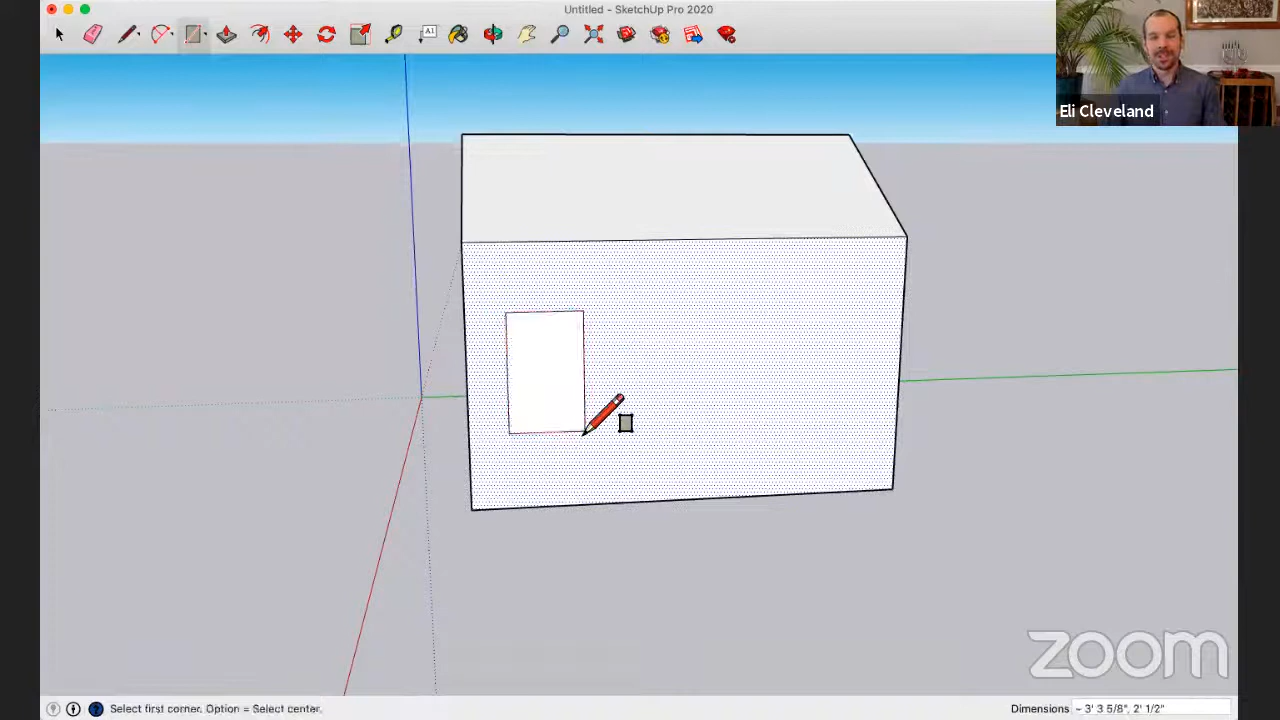 Untitled - SketchUp Pro 2020
A1
Eli Cleveland
zoom
Select first corner. Option = Select center.
Dimensions ~ 3' 3 5/8", 2' 1/2"